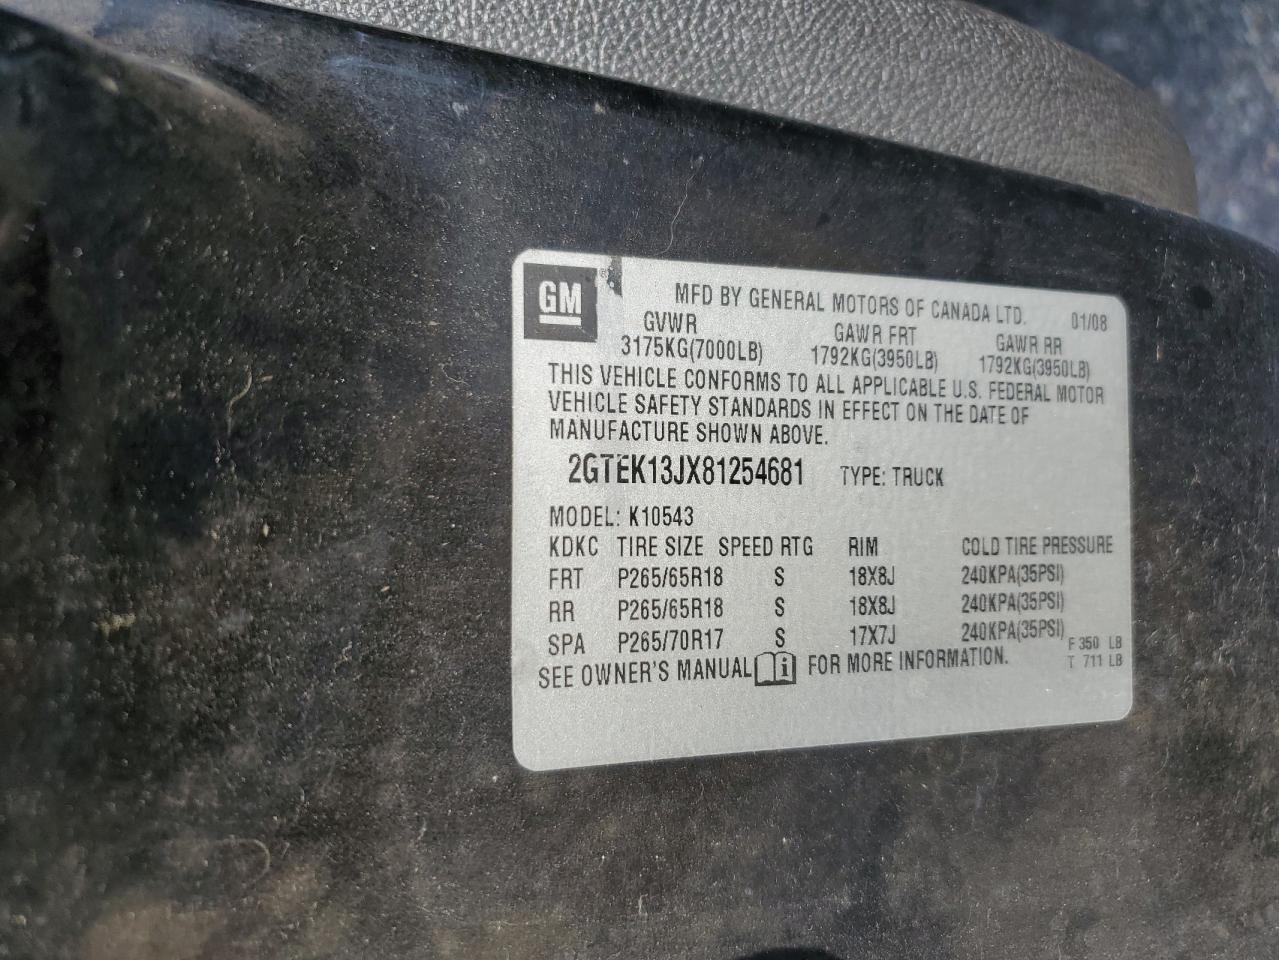 GM
MFD BY GENERAL MOTORS OF CANADA LTD. 01/08
GVWR GAWR FRT GAWR RR
3175KG(7000LB) 1792KG(3950LB) 1792KG(3950LB)
THIS VEHICLE CONFORMS TO ALL APPLICABLE U.S. FEDERAL MOTOR
VEHICLE SAFETY STANDARDS IN EFFECT ON THE DATE OF
MANUFACTURE SHOWN ABOVE.
2GTEK13JX81254681 TYPE: TRUCK
MODEL: K10543
KDKC TIRE SIZE SPEED RTG RIM COLD TIRE PRESSURE
FRT P265/65R18 S 18X8J 240KPA(35PSI)
RR P265/65R18 S 18X8J 240KPA(35PSI)
SPA P265/70R17 S 17X7J 240KPA(35PSI)
F 350 LB
SEE OWNER'S MANUAL i FOR MORE INFORMATION. T 711 LB